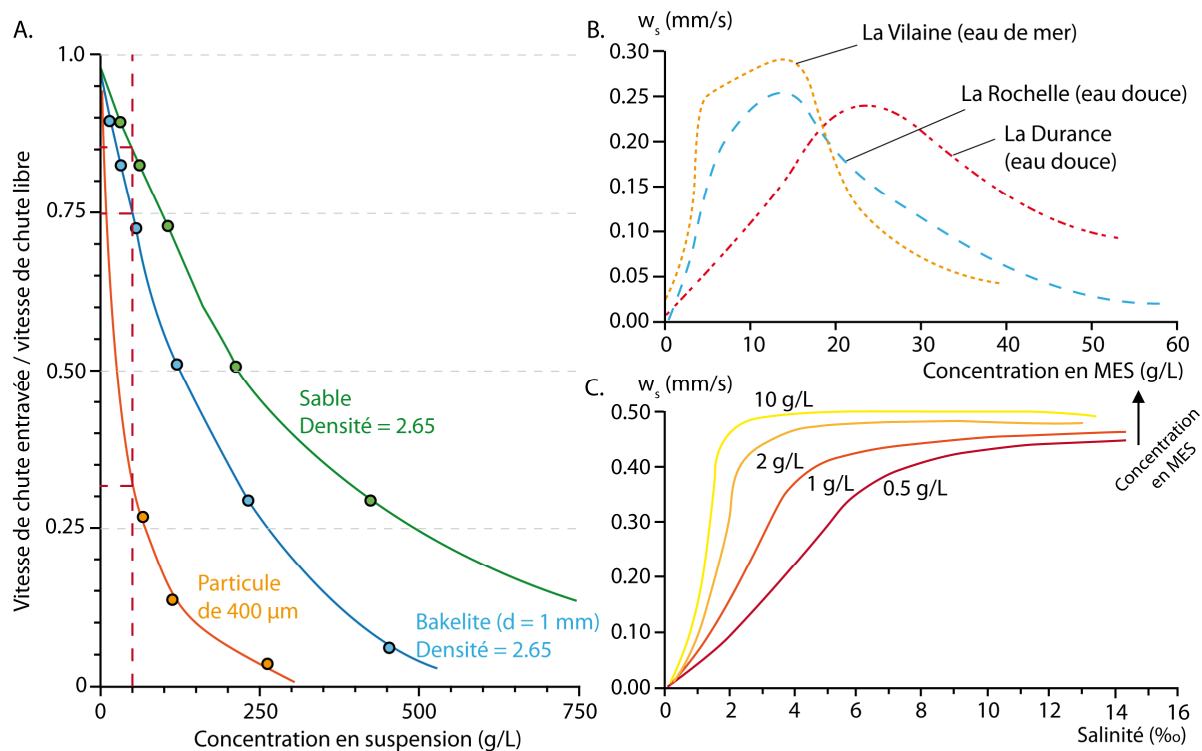 A.
Vitesse de chute entravée / vitesse de chute libre
1.0
0.75
0.50
0.25
0
Sable
Densité = 2.65
Particule
de 400 µm
Bakelite (d = 1 mm)
Densité = 2.65
0 250 500 750
Concentration en suspension (g/L)
B.
wₛ (mm/s)
0.30
0.25
0.20
0.15
0.10
0.05
0.00
La Vilaine (eau de mer)
La Rochelle (eau douce)
La Durance
(eau douce)
0 10 20 30 40 50 60
Concentration en MES (g/L)
C.
wₛ (mm/s)
0.50
0.40
0.30
0.20
0.10
0.00
10 g/L
2 g/L
1 g/L
0.5 g/L
Concentration
en MES
0 2 4 6 8 10 12 14 16
Salinité (‰)